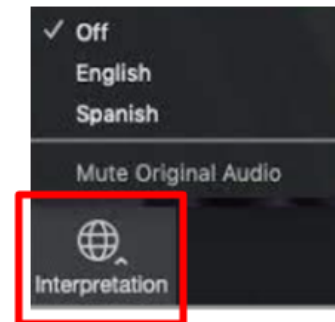 Off
English
Spanish
Mute Original Audio
Interpretation